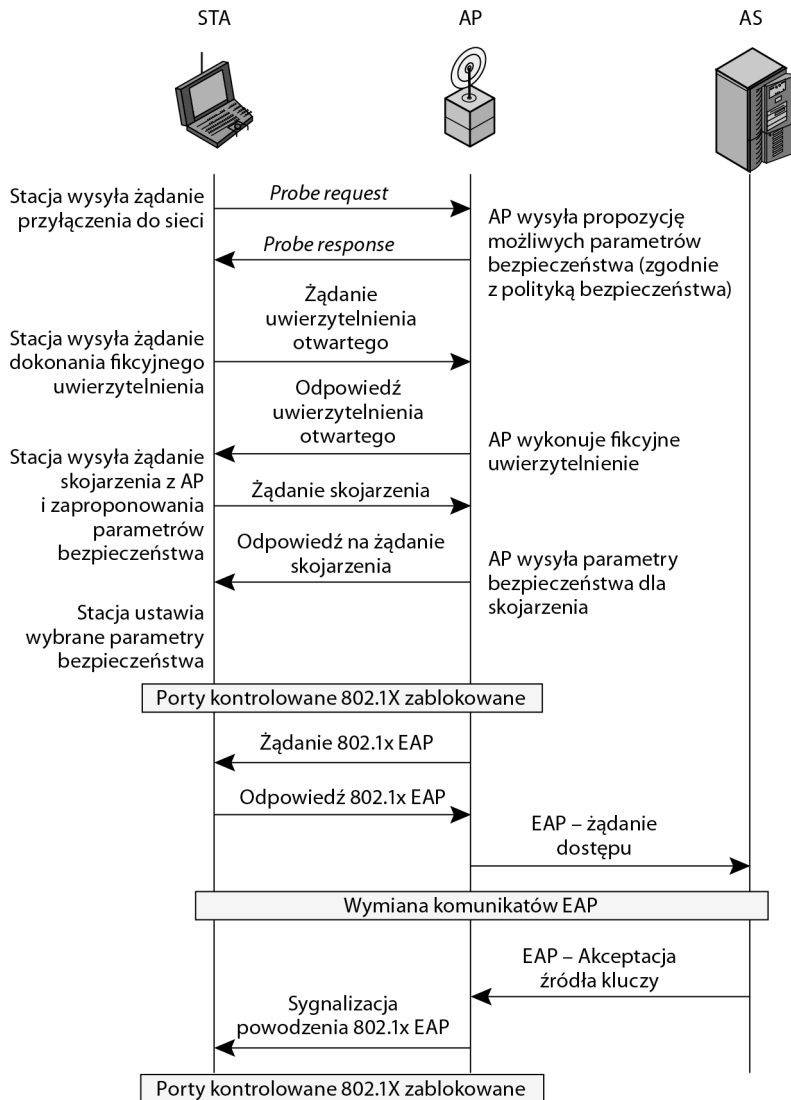 STA
AP
AS
Stacja wysyła żądanie
przyłączenia do sieci
Probe request
Probe response
AP wysyła propozycję
możliwych parametrów
bezpieczeństwa (zgodnie
z polityką bezpieczeństwa)
Stacja wysyła żądanie
dokonania fikcyjnego
uwierzytelnienia
Żądanie
uwierzytelnienia
otwartego
Odpowiedź
uwierzytelnienia
otwartego
AP wykonuje fikcyjne
uwierzytelnienie
Stacja wysyła żądanie
skojarzenia z AP
i zaproponowania
parametrów
bezpieczeństwa
Żądanie skojarzenia
Odpowiedź na żądanie
skojarzenia
AP wysyła parametry
bezpieczeństwa dla
skojarzenia
Stacja ustawia
wybrane parametry
bezpieczeństwa
Porty kontrolowane 802.1X zablokowane
Żądanie 802.1x EAP
Odpowiedź 802.1x EAP
EAP – żądanie
dostępu
Wymiana komunikatów EAP
EAP – Akceptacja
źródła kluczy
Sygnalizacja
powodzenia 802.1x EAP
Porty kontrolowane 802.1X zablokowane